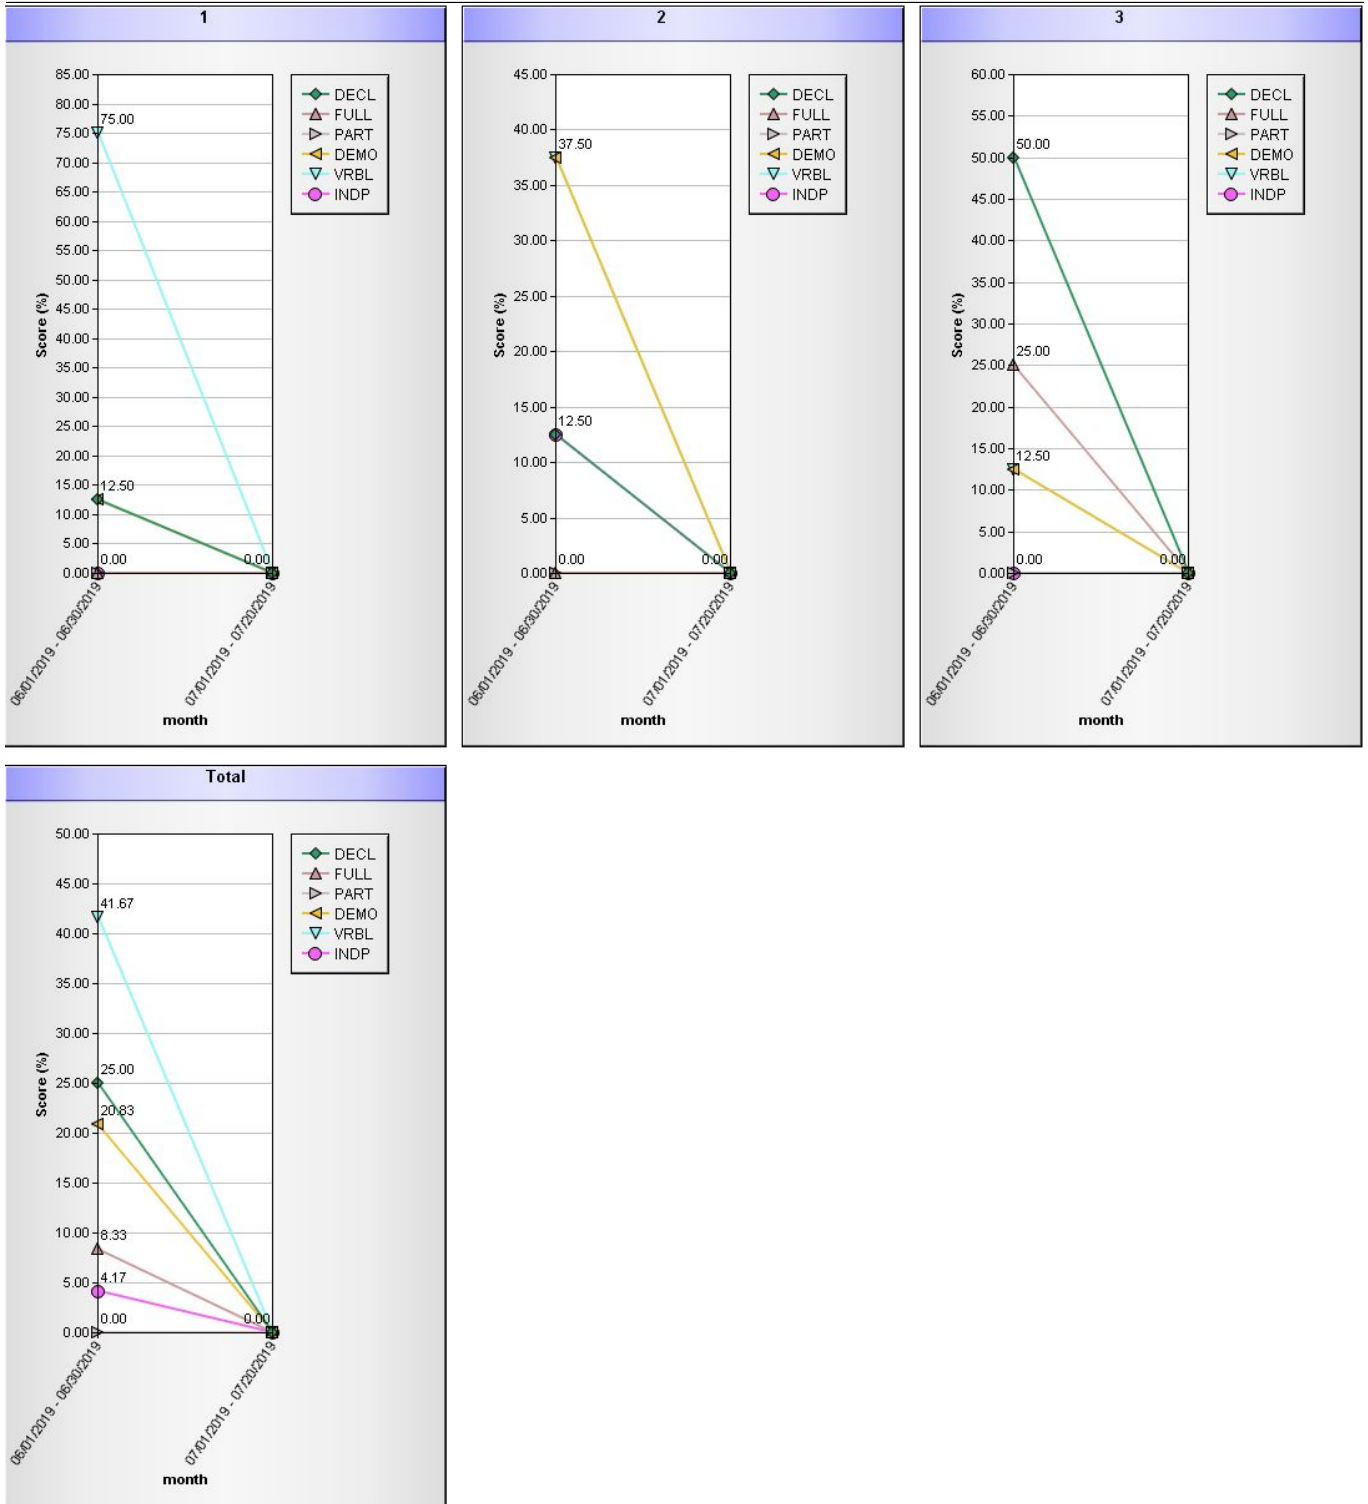 1
85.00
80.00
75.00
70.00
65.00
60.00
55.00
50.00
45.00
40.00
35.00
30.00
25.00
20.00
15.00
10.00
5.00
0.00
Score (%)
75.00
12.50
0.00
0.00
06/01/2019 - 06/30/2019
07/01/2019 - 07/20/2019
month
DECL
FULL
PART
DEMO
VRBL
INDP
2
45.00
40.00
35.00
30.00
25.00
20.00
15.00
10.00
5.00
0.00
Score (%)
37.50
12.50
0.00
0.00
06/01/2019 - 06/30/2019
07/01/2019 - 07/20/2019
month
DECL
FULL
PART
DEMO
VRBL
INDP
3
60.00
55.00
50.00
45.00
40.00
35.00
30.00
25.00
20.00
15.00
10.00
5.00
0.00
Score (%)
50.00
25.00
12.50
0.00
0.00
06/01/2019 - 06/30/2019
07/01/2019 - 07/20/2019
month
DECL
FULL
PART
DEMO
VRBL
INDP
Total
50.00
45.00
40.00
35.00
30.00
25.00
20.00
15.00
10.00
5.00
0.00
Score (%)
41.67
25.00
20.83
8.33
4.17
0.00
0.00
06/01/2019 - 06/30/2019
07/01/2019 - 07/20/2019
month
DECL
FULL
PART
DEMO
VRBL
INDP